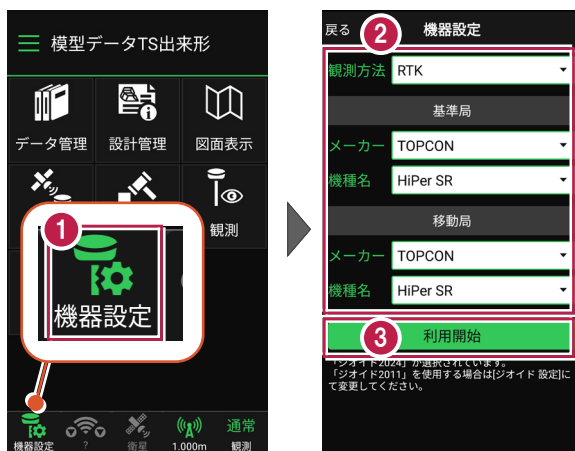 模型データTS出来形
データ管理
設計管理
図面表示
観測
1
機器設定
機器設定
?
衛星
1.000m
通常
観測
戻る
2
機器設定
観測方法 RTK
基準局
メーカー TOPCON
機種名 HiPer SR
移動局
メーカー TOPCON
機種名 HiPer SR
3
利用開始
「ジオイド2024」が選択されています。
「ジオイド2011」を使用する場合は[ジオイド 設定]に
て変更してください。